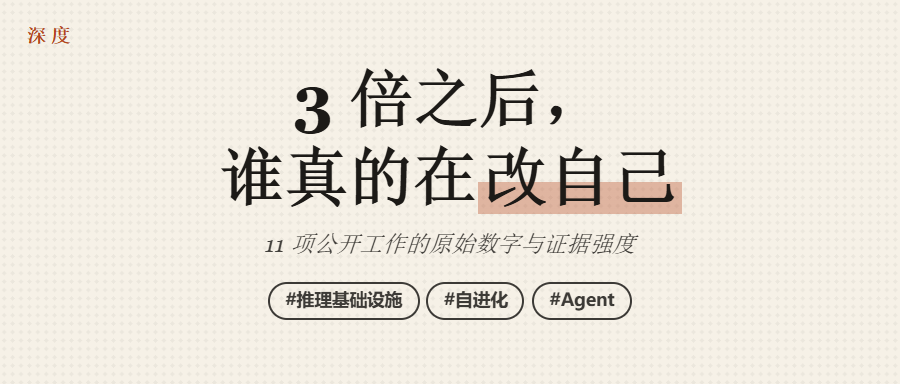 深度
3 倍之后，
谁真的在改自己
11 项公开工作的原始数字与证据强度
#推理基础设施 #自进化 #Agent